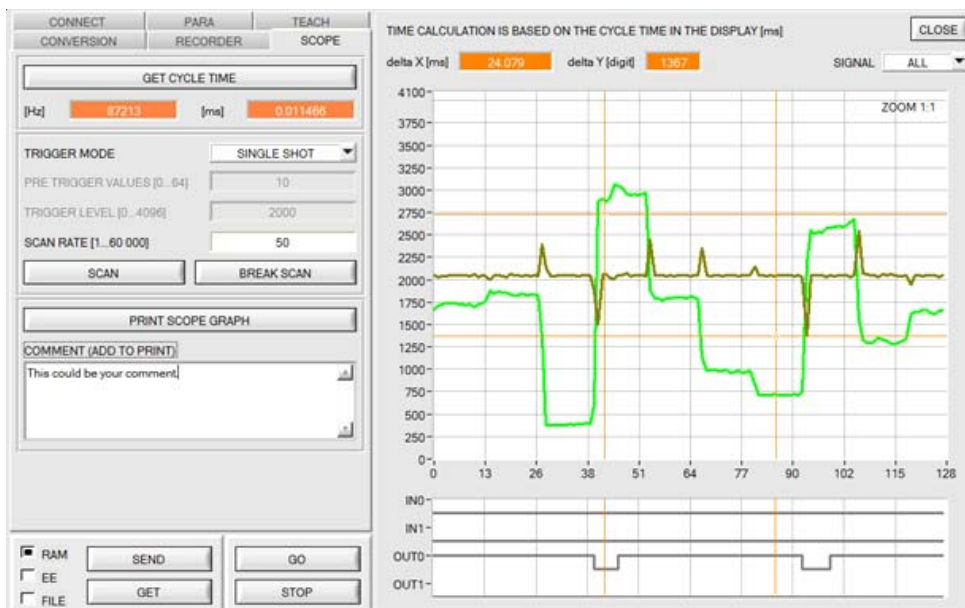 CONNECT PARA TEACH
CONVERSION RECORDER SCOPE
GET CYCLE TIME
[Hz] 87213 [ms] 0.011466
TRIGGER MODE SINGLE SHOT
PRE TRIGGER VALUES [0...64] 10
TRIGGER LEVEL [0...4096] 2000
SCAN RATE [1...60 000] 50
SCAN BREAK SCAN
PRINT SCOPE GRAPH
COMMENT (ADD TO PRINT)
This could be your comment.
RAM
EE
FILE
SEND GO
GET STOP
TIME CALCULATION IS BASED ON THE CYCLE TIME IN THE DISPLAY [ms]
CLOSE
delta X [ms] 24.079 delta Y [digit] 1367 SIGNAL ALL
ZOOM 1:1
4100
3750
3500
3250
3000
2750
2500
2250
2000
1750
1500
1250
1000
750
500
250
0
0 13 26 38 51 64 77 90 102 115 128
IN0
IN1
OUT0
OUT1